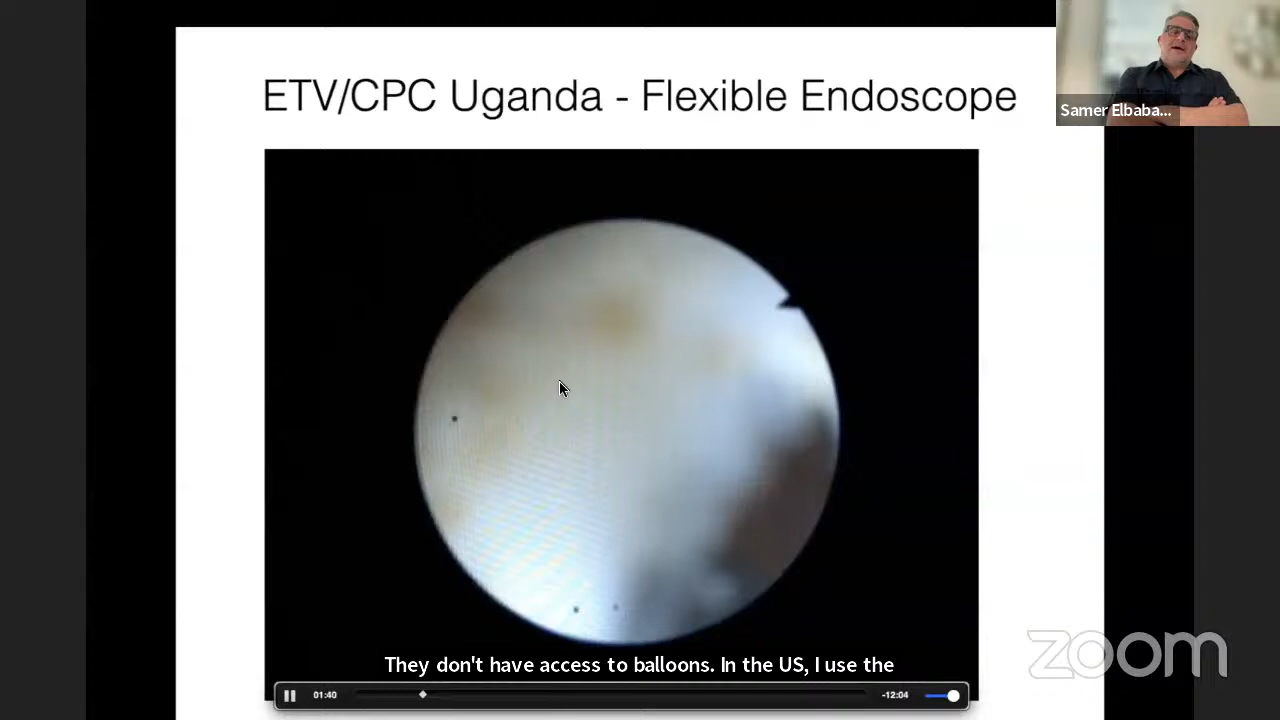 ETV/CPC Uganda - Flexible Endoscope
Samer Elbaba...
They don't have access to balloons. In the US, I use the
01:40
-12:04
zoom